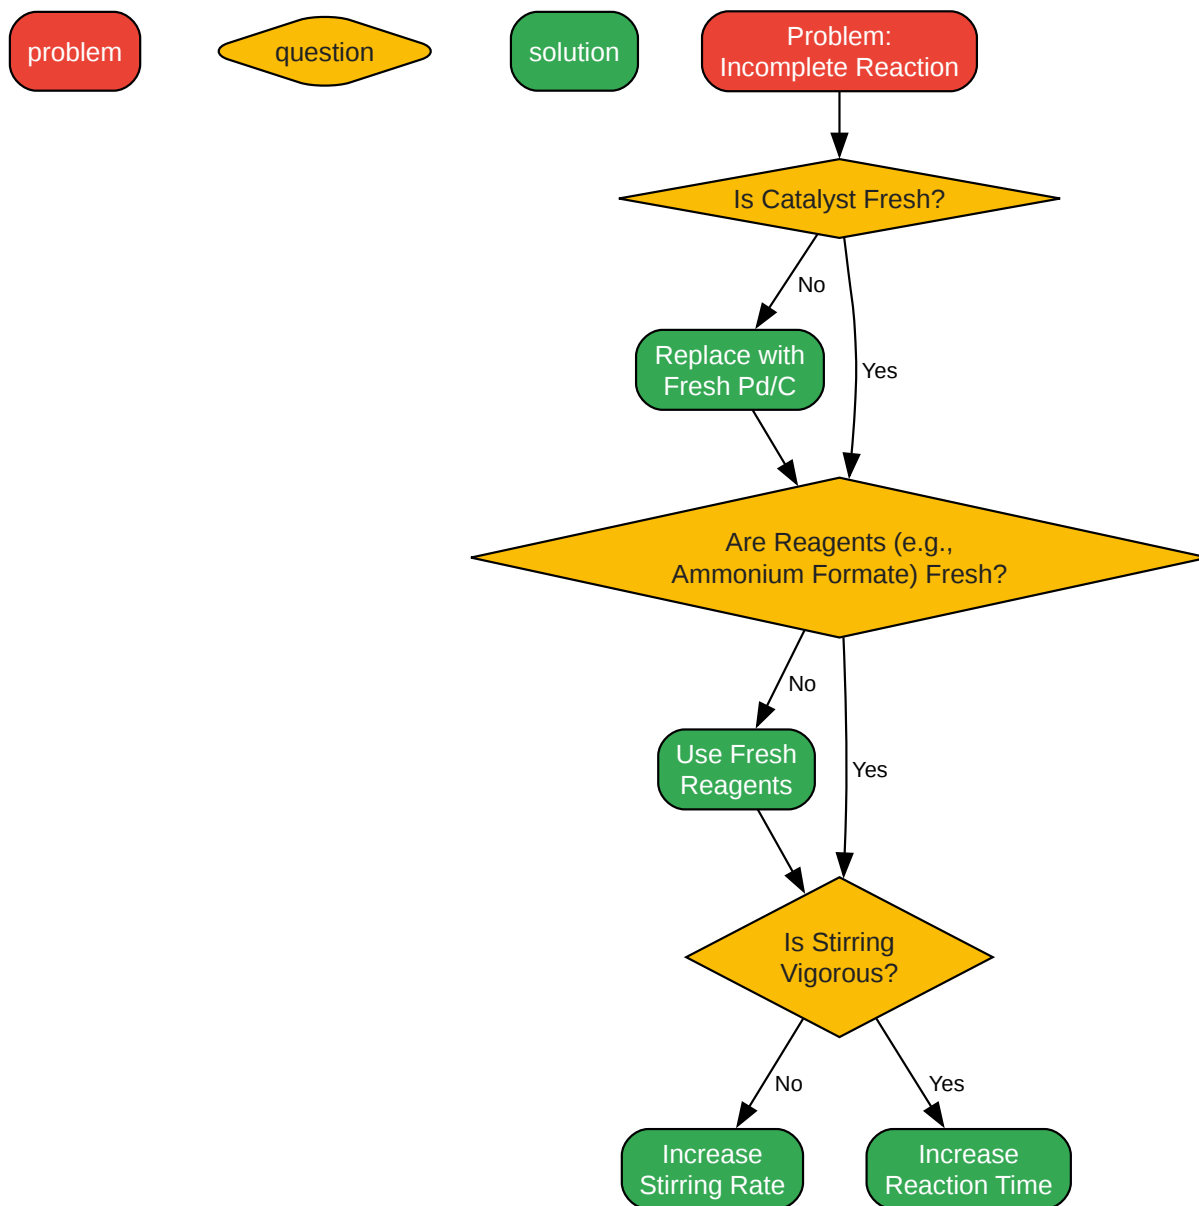 problem
question
solution
Problem:
Incomplete Reaction
Is Catalyst Fresh?
No
Replace with
Fresh Pd/C
Yes
Are Reagents (e.g.,
Ammonium Formate) Fresh?
No
Use Fresh
Reagents
Yes
Is Stirring
Vigorous?
No
Yes
Increase
Stirring Rate
Increase
Reaction Time